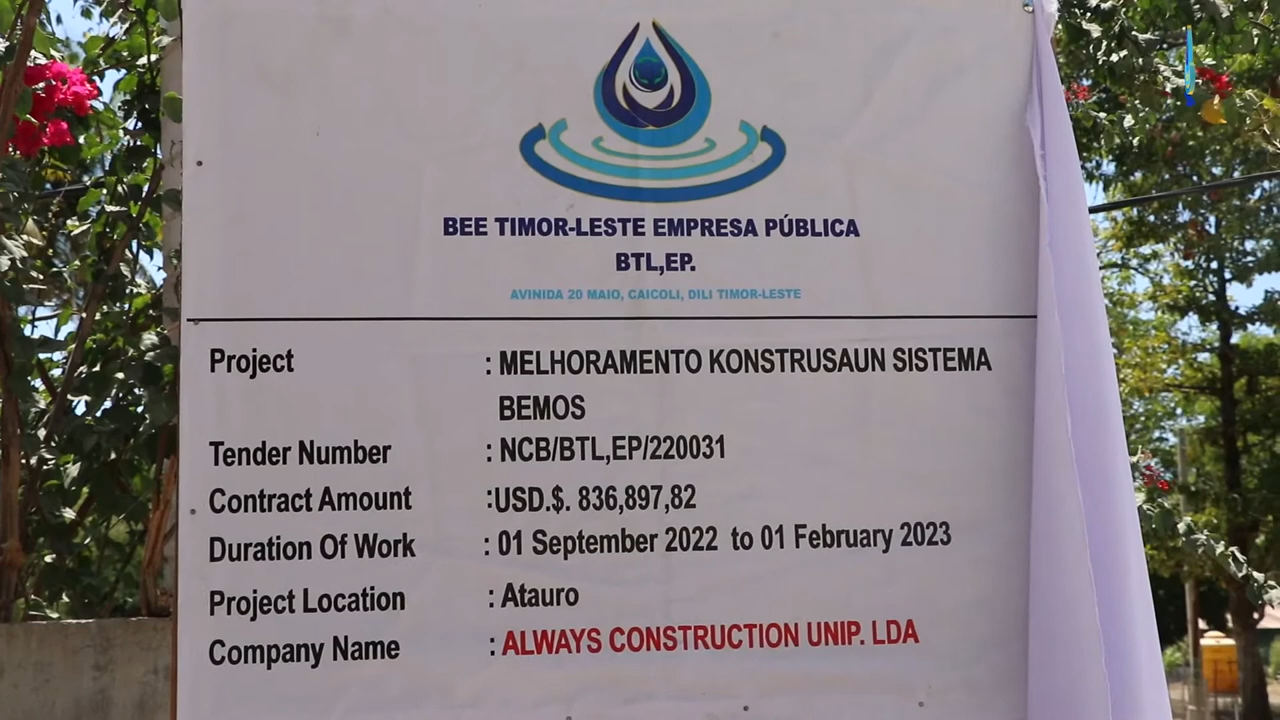 BEE TIMOR-LESTE EMPRESA PÚBLICA
BTL,EP.
AVINIDA 20 MAIO, CAICOLI, DILI TIMOR-LESTE
Project : MELHORAMENTO KONSTRUSAUN SISTEMA
BEMOS
Tender Number : NCB/BTL,EP/220031
Contract Amount :USD.$. 836,897,82
Duration Of Work : 01 September 2022 to 01 February 2023
Project Location : Atauro
Company Name : ALWAYS CONSTRUCTION UNIP. LDA